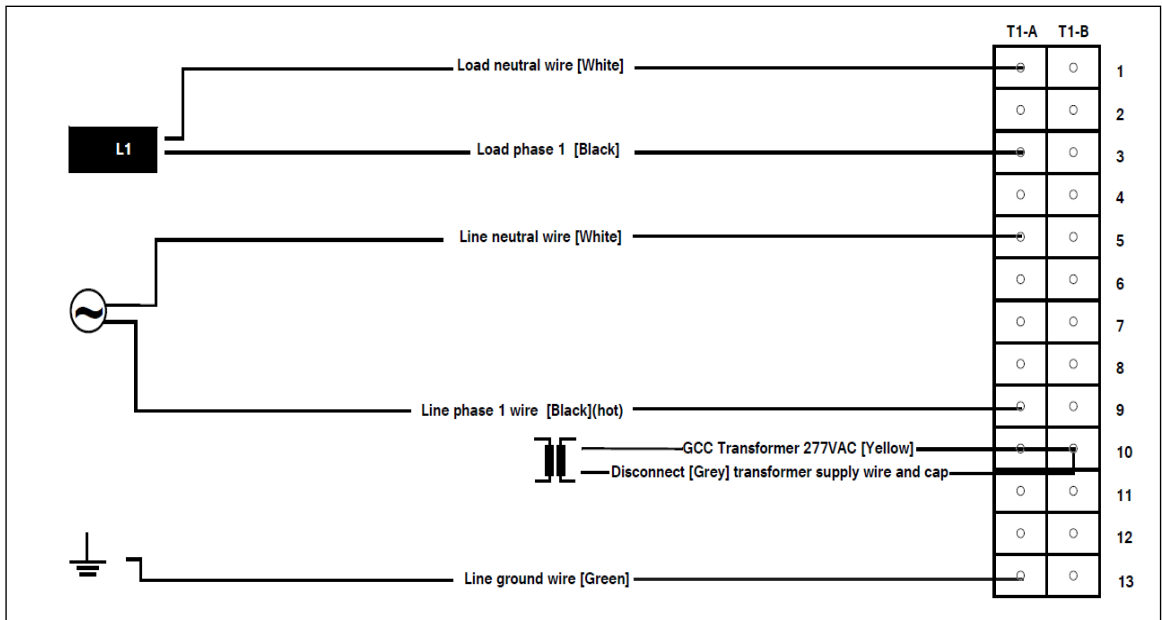 T1-A T1-B
Load neutral wire [White] 1
2
L1 Load phase 1 [Black] 3
4
Line neutral wire [White] 5
6
7
8
Line phase 1 wire [Black](hot) 9
GCC Transformer 277VAC [Yellow] 10
Disconnect [Grey] transformer supply wire and cap
11
12
Line ground wire [Green] 13